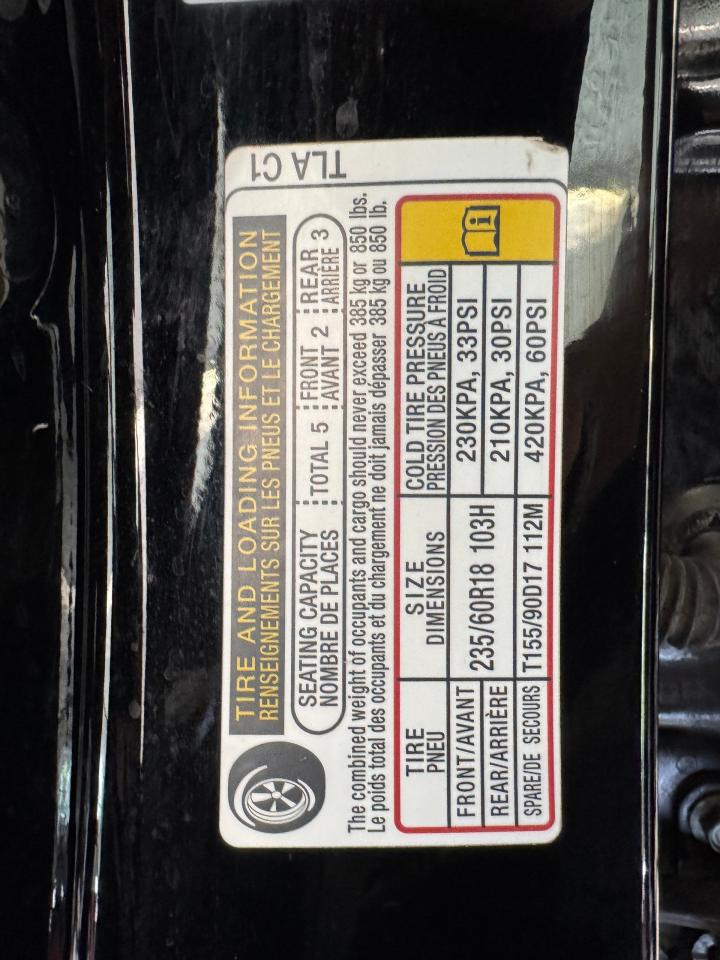 TLA C1
TIRE AND LOADING INFORMATION
RENSEIGNEMENTS SUR LES PNEUS ET LE CHARGEMENT
SEATING CAPACITY TOTAL 5 FRONT 2 REAR 3
NOMBRE DE PLACES AVANT ARRIÈRE
The combined weight of occupants and cargo should never exceed 385 kg or 850 lbs.
Le poids total des occupants et du chargement ne doit jamais dépasser 385 kg ou 850 lb.
TIRE SIZE COLD TIRE PRESSURE
PNEU DIMENSIONS PRESSION DES PNEUS À FROID
FRONT/AVANT 235/60R18 103H 230KPA, 33PSI
REAR/ARRIÈRE 210KPA, 30PSI
SPARE/DE SECOURS T155/90D17 112M 420KPA, 60PSI